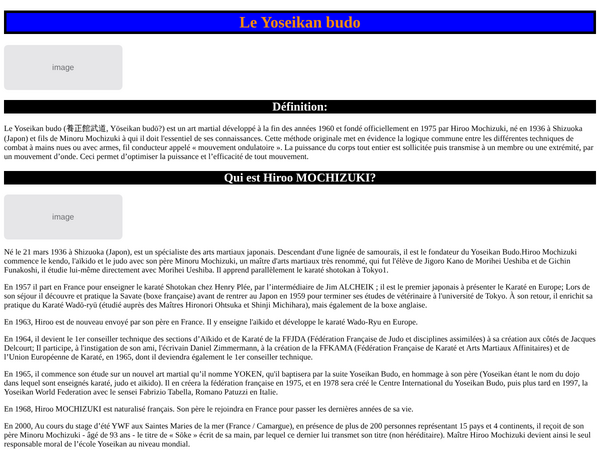 Le Yoseikan budo
image
Définition:
Le Yoseikan budo (養正館武道, Yōseikan budō?) est un art martial développé à la fin des années 1960 et fondé officiellement en 1975 par Hiroo Mochizuki, né en 1936 à Shizuoka
(Japon) et fils de Minoru Mochizuki à qui il doit l'essentiel de ses connaissances. Cette méthode originale met en évidence la logique commune entre les différentes techniques de
combat à mains nues ou avec armes, fil conducteur appelé « mouvement ondulatoire ». La puissance du corps tout entier est sollicitée puis transmise à un membre ou une extrémité, par
un mouvement d'onde. Ceci permet d'optimiser la puissance et l'efficacité de tout mouvement.
Qui est Hiroo MOCHIZUKI?
image
Né le 21 mars 1936 à Shizuoka (Japon), est un spécialiste des arts martiaux japonais. Descendant d'une lignée de samouraïs, il est le fondateur du Yoseikan Budo.Hiroo Mochizuki
commence le kendo, l'aïkido et le judo avec son père Minoru Mochizuki, un maître d'arts martiaux très renommé, qui fut l'élève de Jigoro Kano de Morihei Ueshiba et de Gichin
Funakoshi, il étudie lui-même directement avec Morihei Ueshiba. Il apprend parallèlement le karaté shotokan à Tokyo1.
En 1957 il part en France pour enseigner le karaté Shotokan chez Henry Plée, par l'intermédiaire de Jim ALCHEIK ; il est le premier japonais à présenter le Karaté en Europe; Lors de
son séjour il découvre et pratique la Savate (boxe française) avant de rentrer au Japon en 1959 pour terminer ses études de vétérinaire à l'université de Tokyo. À son retour, il enrichit sa
pratique du Karaté Wadō-ryū (étudié auprès des Maîtres Hironori Ohtsuka et Shinji Michihara), mais également de la boxe anglaise.
En 1963, Hiroo est de nouveau envoyé par son père en France. Il y enseigne l'aïkido et développe le karaté Wado-Ryu en Europe.
En 1964, il devient le 1er conseiller technique des sections d'Aïkido et de Karaté de la FFJDA (Fédération Française de Judo et disciplines assimilées) à sa création aux côtés de Jacques
Delcourt; Il participe, à l'instigation de son ami, l'écrivain Daniel Zimmermann, à la création de la FFKAMA (Fédération Française de Karaté et Arts Martiaux Affinitaires) et de
l'Union Européenne de Karaté, en 1965, dont il deviendra également le 1er conseiller technique.
En 1965, il commence son étude sur un nouvel art martial qu'il nomme YOKEN, qu'il baptisera par la suite Yoseikan Budo, en hommage à son père (Yoseikan étant le nom du dojo
dans lequel sont enseignés karaté, judo et aïkido). Il en créera la fédération française en 1975, et en 1978 sera créé le Centre International du Yoseikan Budo, puis plus tard en 1997, la
Yoseikan World Federation avec le sensei Fabrizio Tabella, Romano Patuzzi en Italie.
En 1968, Hiroo MOCHIZUKI est naturalisé français. Son père le rejoindra en France pour passer les dernières années de sa vie.
En 2000, Au cours du stage d'été YWF aux Saintes Maries de la mer (France / Camargue), en présence de plus de 200 personnes représentant 15 pays et 4 continents, il reçoit de son
père Minoru Mochizuki - âgé de 93 ans - le titre de « Sōke » écrit de sa main, par lequel ce dernier lui transmet son titre (non héréditaire). Maître Hiroo Mochizuki devient ainsi le seul
responsable moral de l'école Yoseikan au niveau mondial.